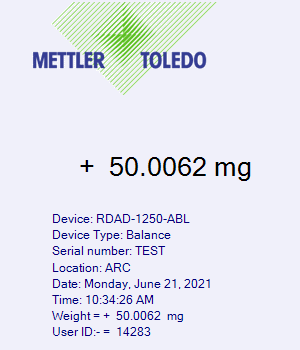 METTLER TOLEDO
+ 50.0062 mg
Device: RDAD-1250-ABL
Device Type: Balance
Serial number: TEST
Location: ARC
Date: Monday, June 21, 2021
Time: 10:34:26 AM
Weight = + 50.0062 mg
User ID:- = 14283